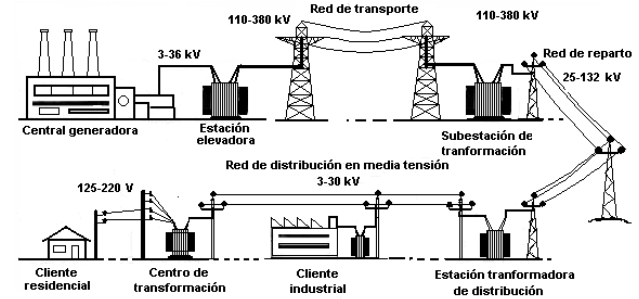 Red de transporte
110-380 kV
110-380 kV
3-36 kV
Red de reparto
25-132 kV
Central generadora
Estación
elevadora
Subestación de
tranformación
Red de distribución en media tensión
3-30 kV
125-220 V
Cliente
residencial
Centro de
transformación
Cliente
industrial
Estación tranformadora
de distribución